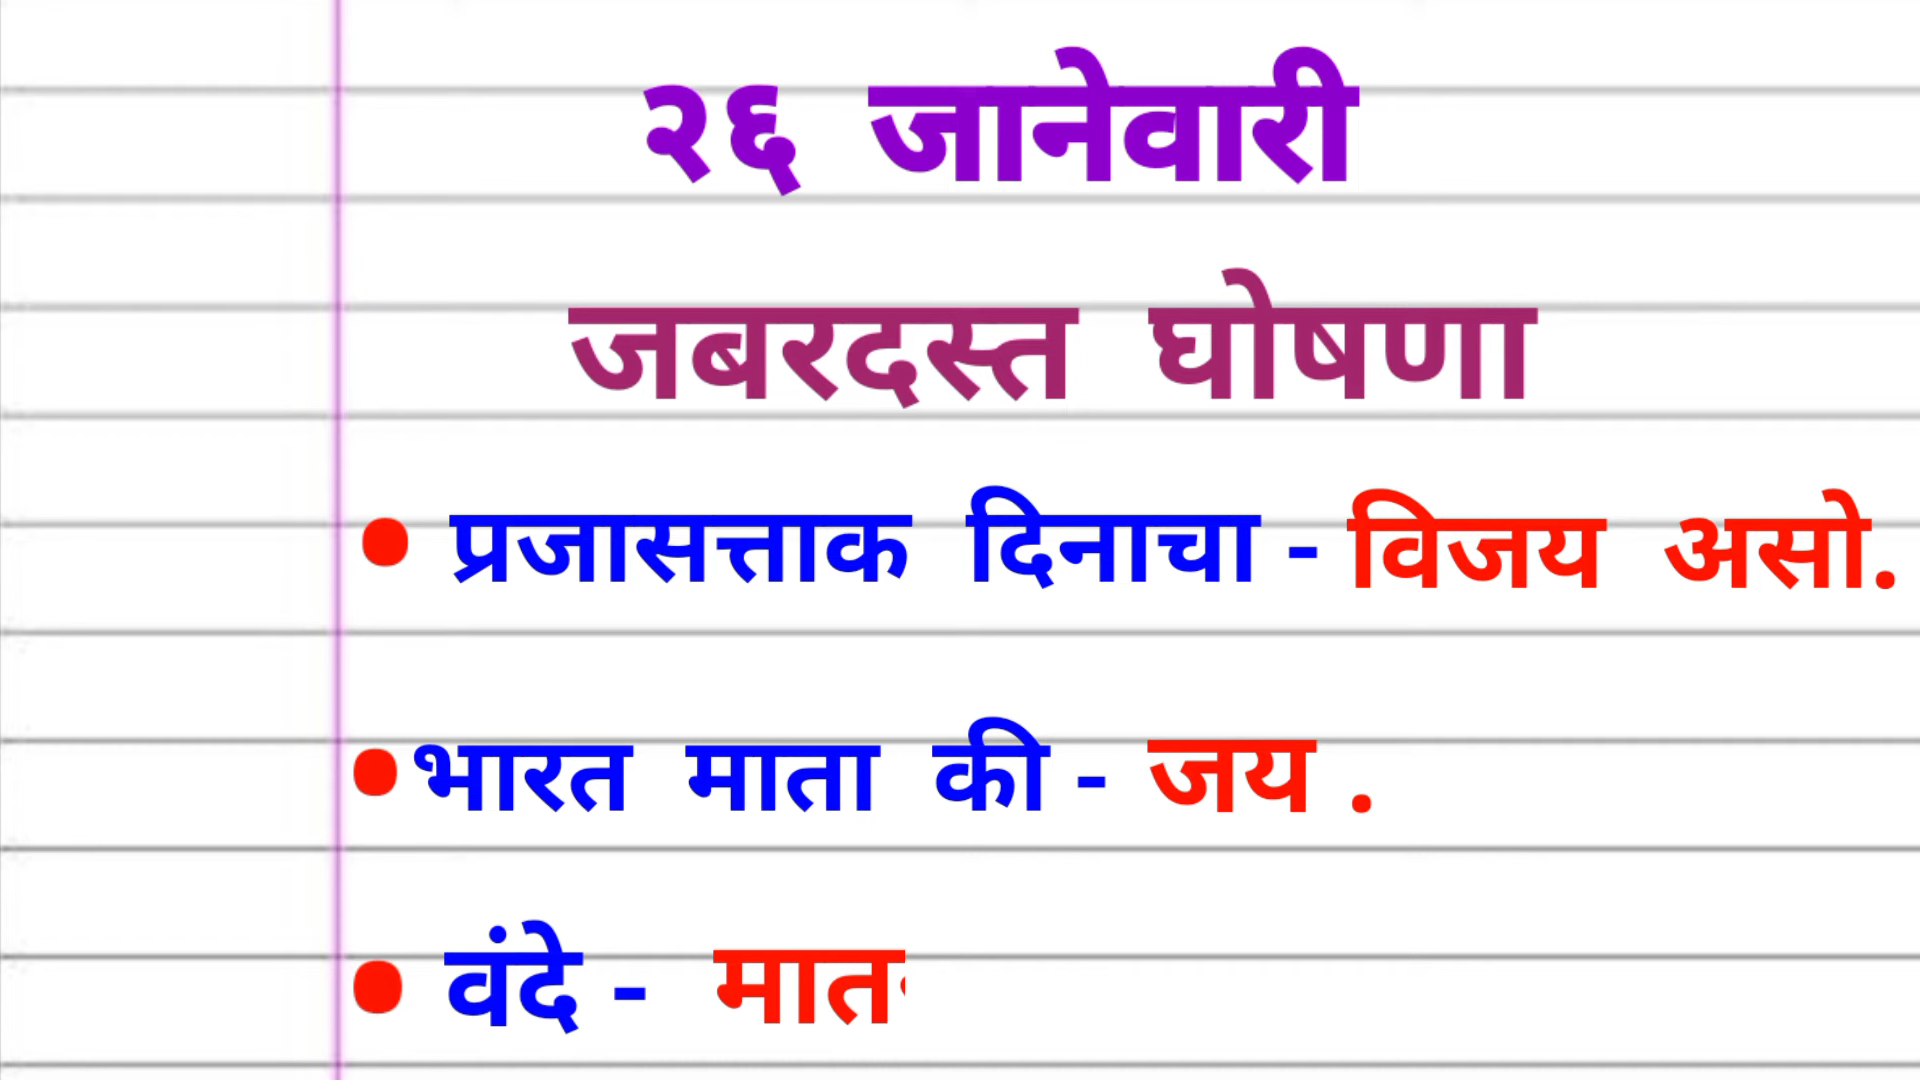 २६ जानेवारी
जबरदस्त घोषणा
• प्रजासत्ताक दिनाचा - विजय असो.
• भारत माता की - जय .
• वंदे -